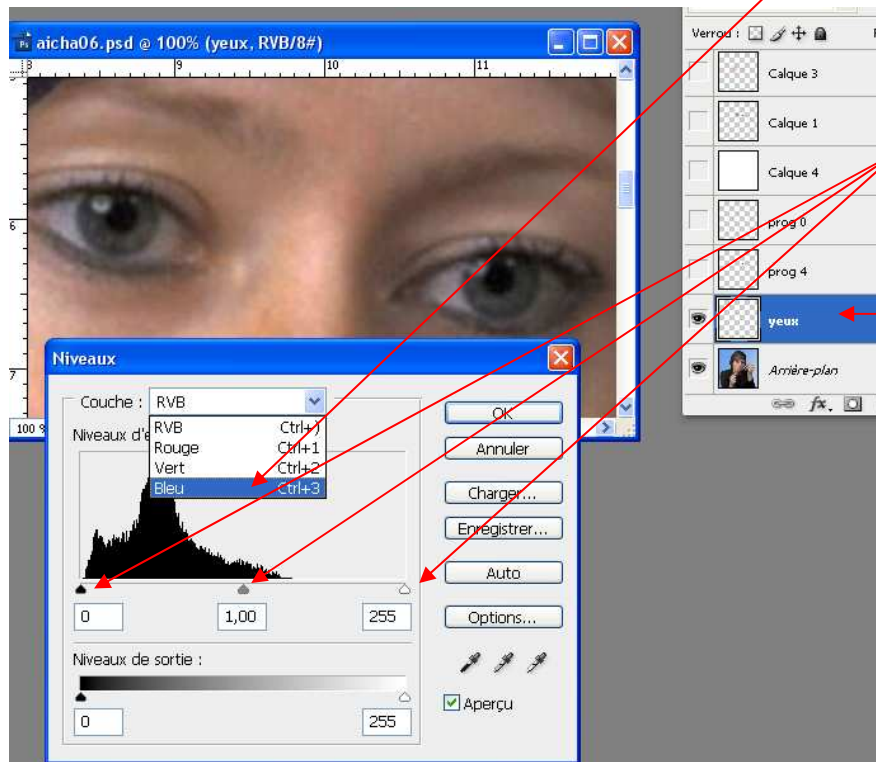 aicha06.psd @ 100% (yeux, RVB/8#)
8 9 10 11
6
7
100 %
Verrou :
Calque 3
Calque 1
Calque 4
prog 0
prog 4
yeux
Arrière-plan
fx.
Niveaux
Couche : RVB
RVB Ctrl+)
Rouge Ctrl+1
Vert Ctrl+2
Bleu Ctrl+3
Niveaux d'e
0 1,00 255
Niveaux de sortie :
0 255
OK
Annuler
Charger...
Enregistrer...
Auto
Options...
Aperçu